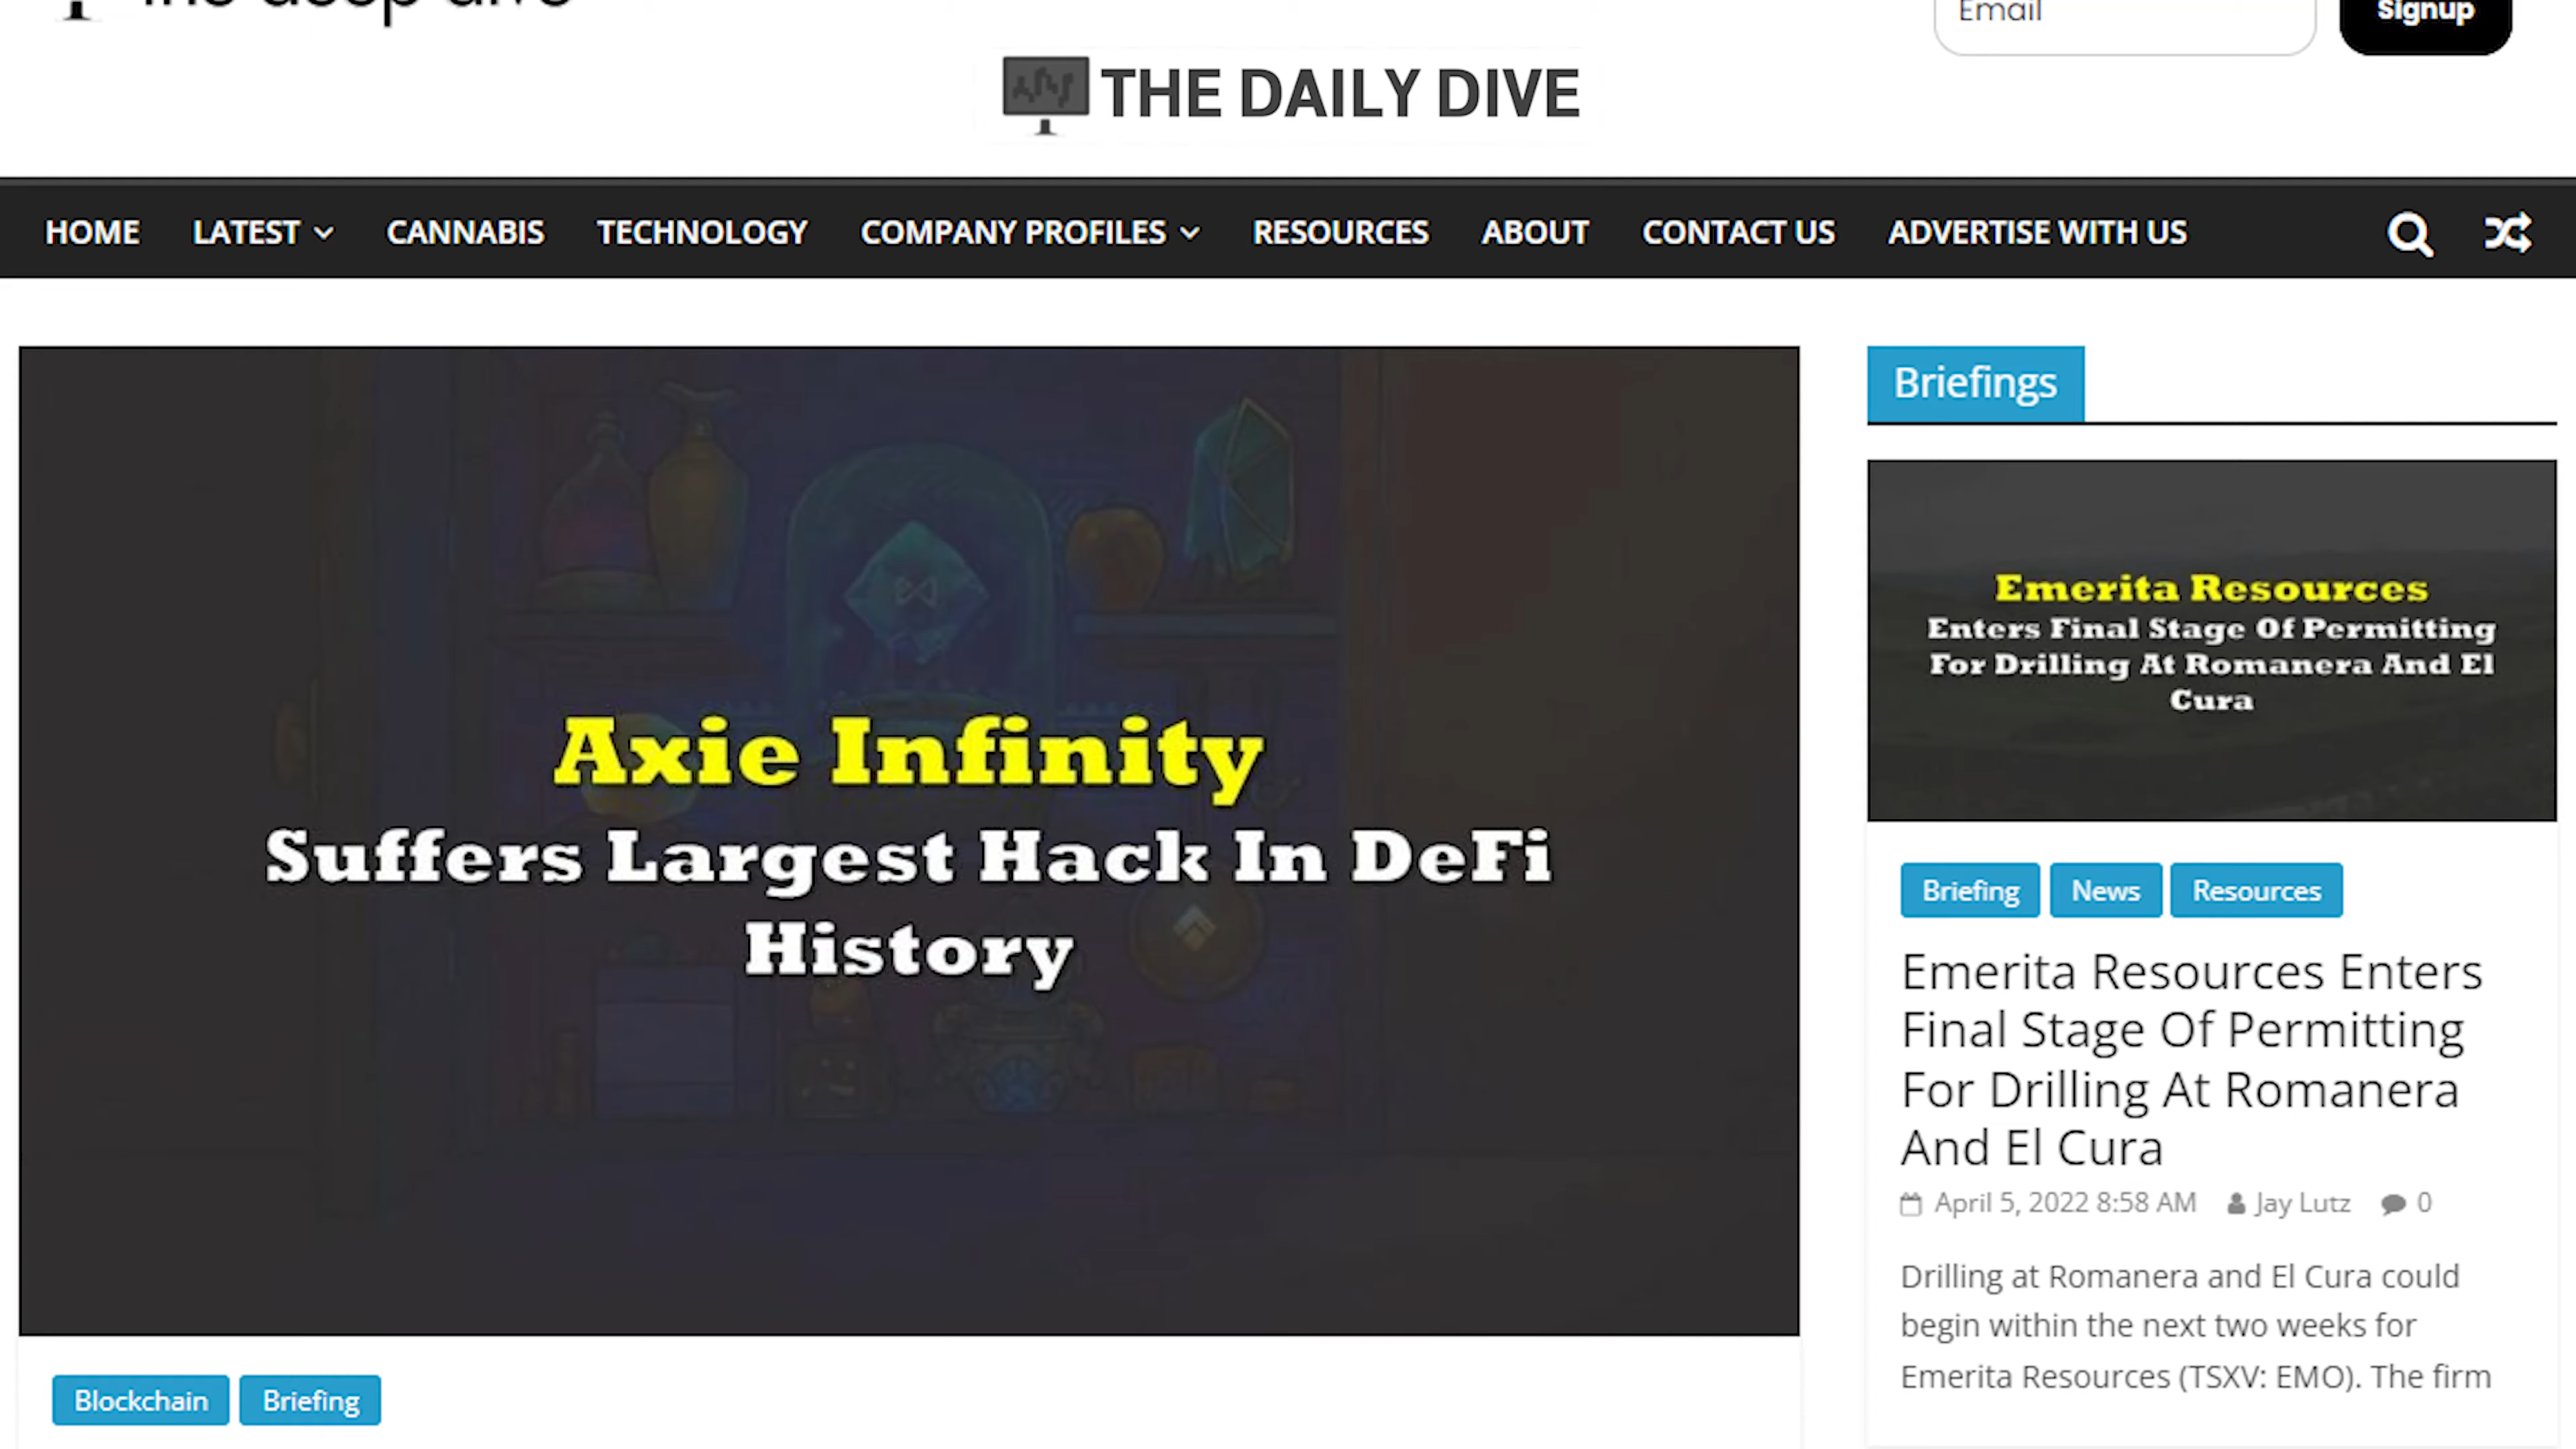 the deep dive
Email
Signup
THE DAILY DIVE
HOME LATEST CANNABIS TECHNOLOGY COMPANY PROFILES RESOURCES ABOUT CONTACT US ADVERTISE WITH US
Axie Infinity
Suffers Largest Hack In DeFi
History
Blockchain Briefing
Briefings
Emerita Resources
Enters Final Stage Of Permitting
For Drilling At Romanera And El
Cura
Briefing News Resources
Emerita Resources Enters
Final Stage Of Permitting
For Drilling At Romanera
And El Cura
April 5, 2022 8:58 AM Jay Lutz 0
Drilling at Romanera and El Cura could
begin within the next two weeks for
Emerita Resources (TSXV: EMO). The firm